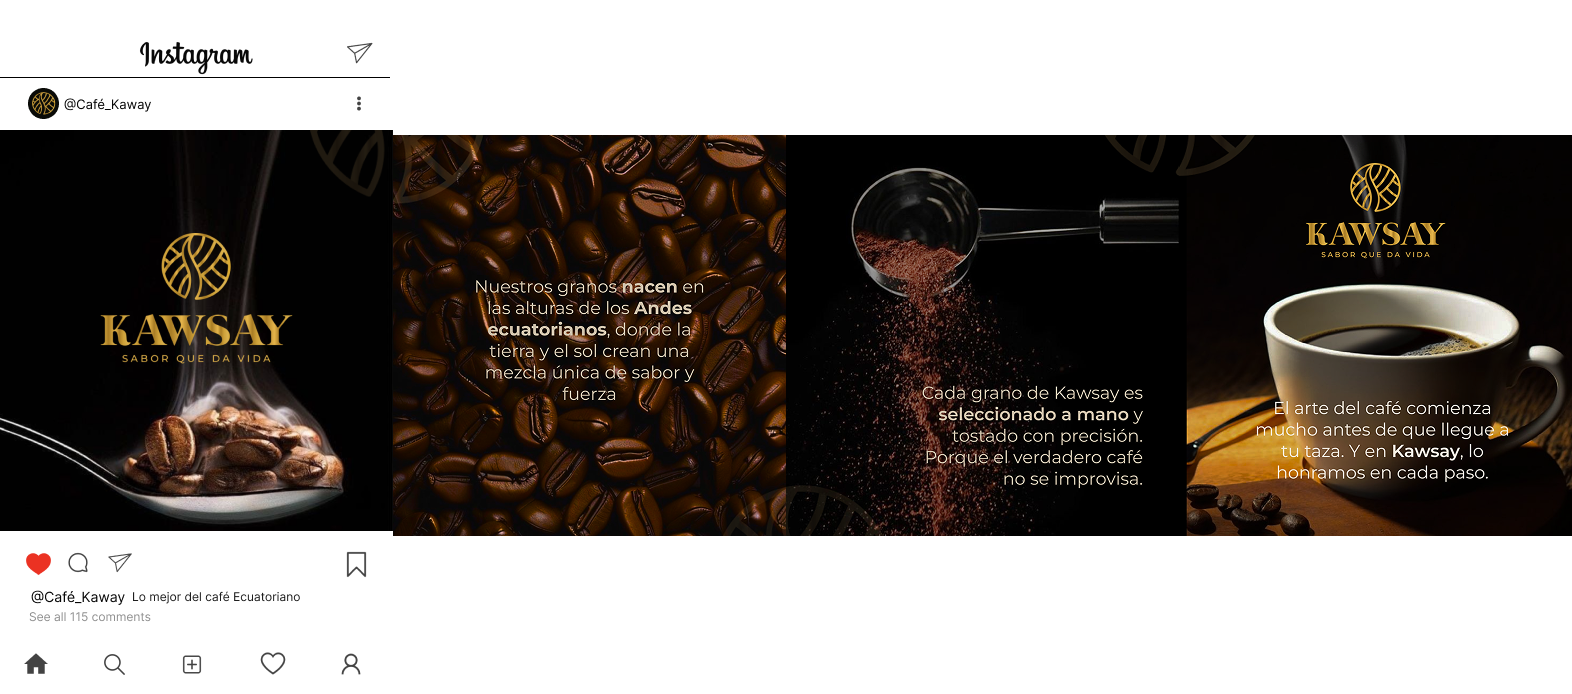 Instagram
@Café_Kaway
KAWSAY
SABOR QUE DA VIDA
Nuestros granos nacen en
las alturas de los Andes
ecuatorianos, donde la
tierra y el sol crean una
mezcla única de sabor y
fuerza
Cada grano de Kawsay es
seleccionado a mano y
tostado con precisión.
Porque el verdadero café
no se improvisa.
KAWSAY
SABOR QUE DA VIDA
El arte del café comienza
mucho antes de que llegue a
tu taza. Y en Kawsay, lo
honramos en cada paso.
@Café_Kaway Lo mejor del café Ecuatoriano
See all 115 comments